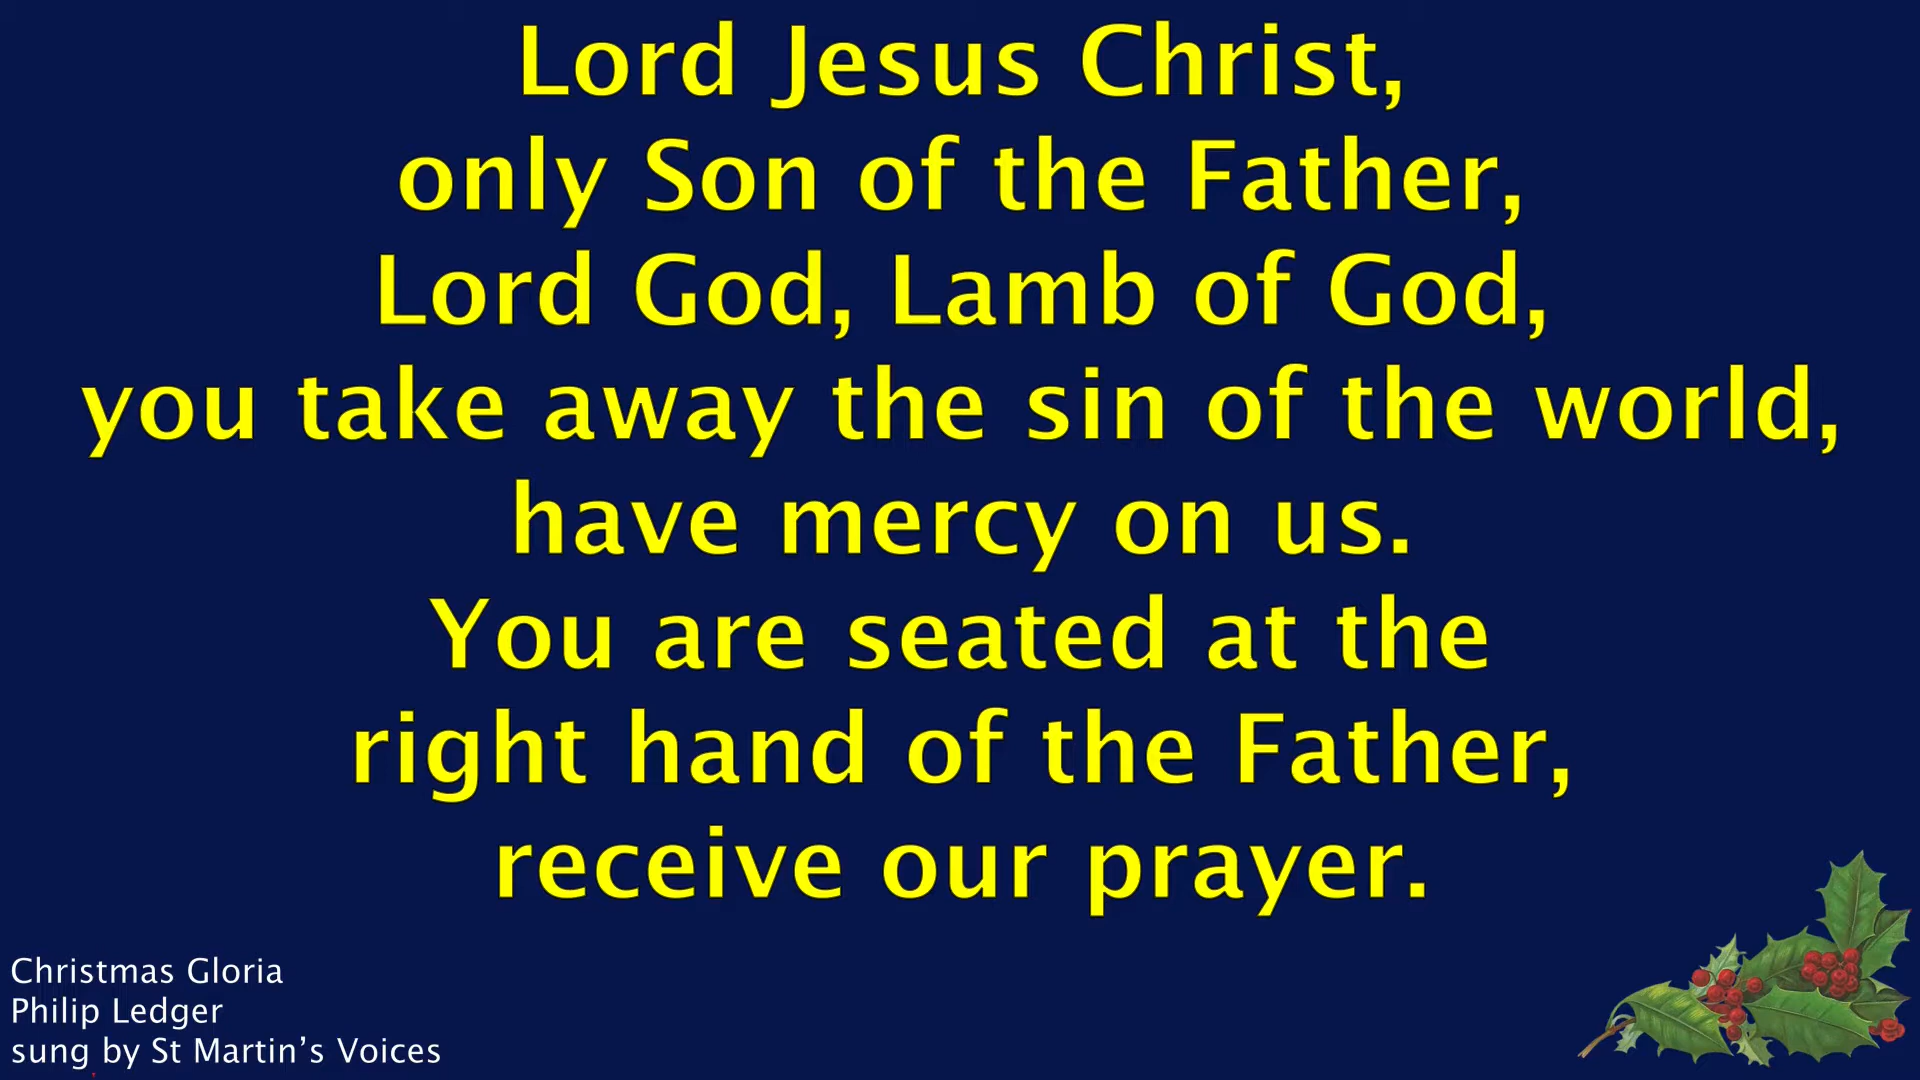 Lord Jesus Christ,
only Son of the Father,
Lord God, Lamb of God,
you take away the sin of the world,
have mercy on us.
You are seated at the
right hand of the Father,
receive our prayer.
Christmas Gloria
Philip Ledger
sung by St Martin’s Voices